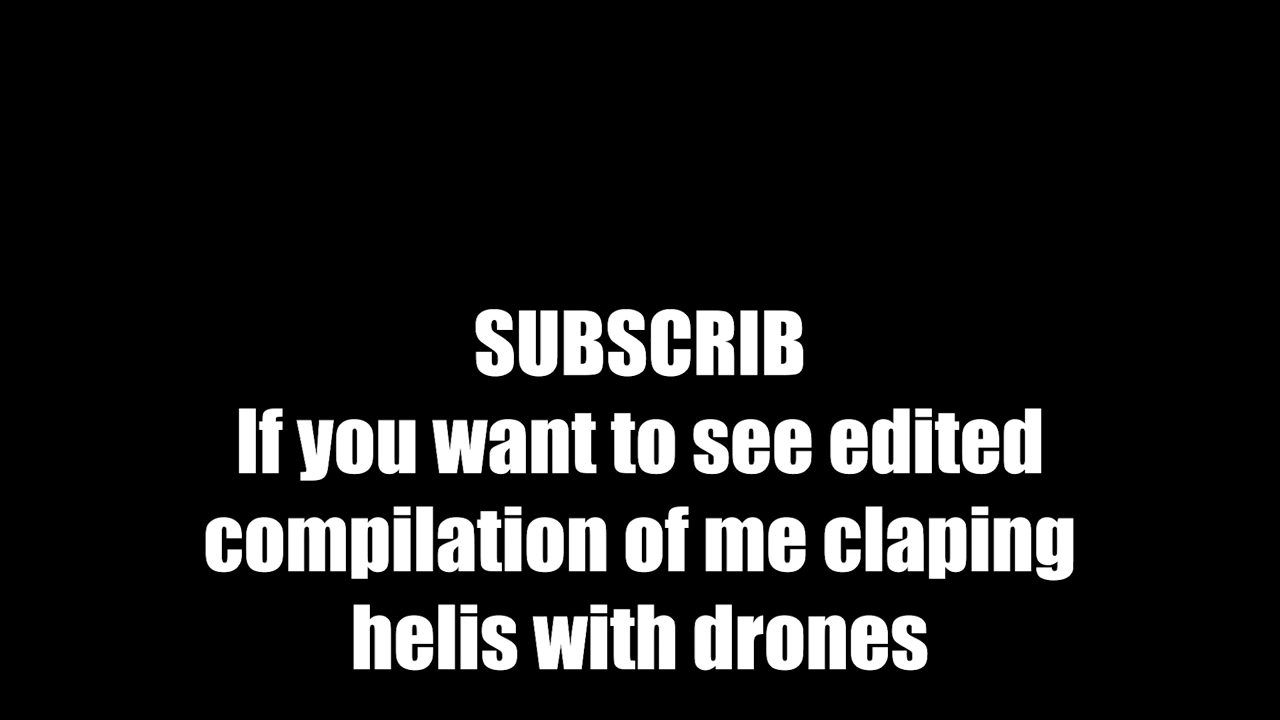 SUBSCRIB
If you want to see edited
compilation of me claping
helis with drones